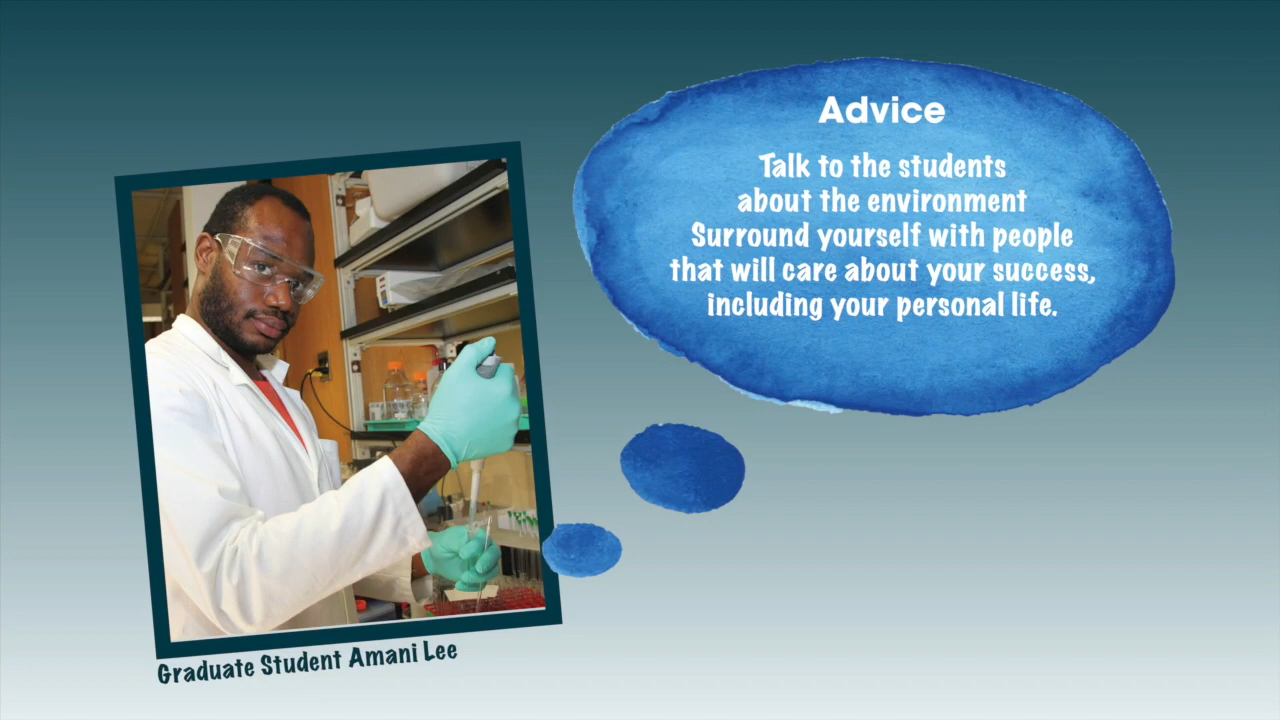 Advice
Talk to the students
about the environment
Surround yourself with people
that will care about your success,
including your personal life.
Graduate Student Amani Lee